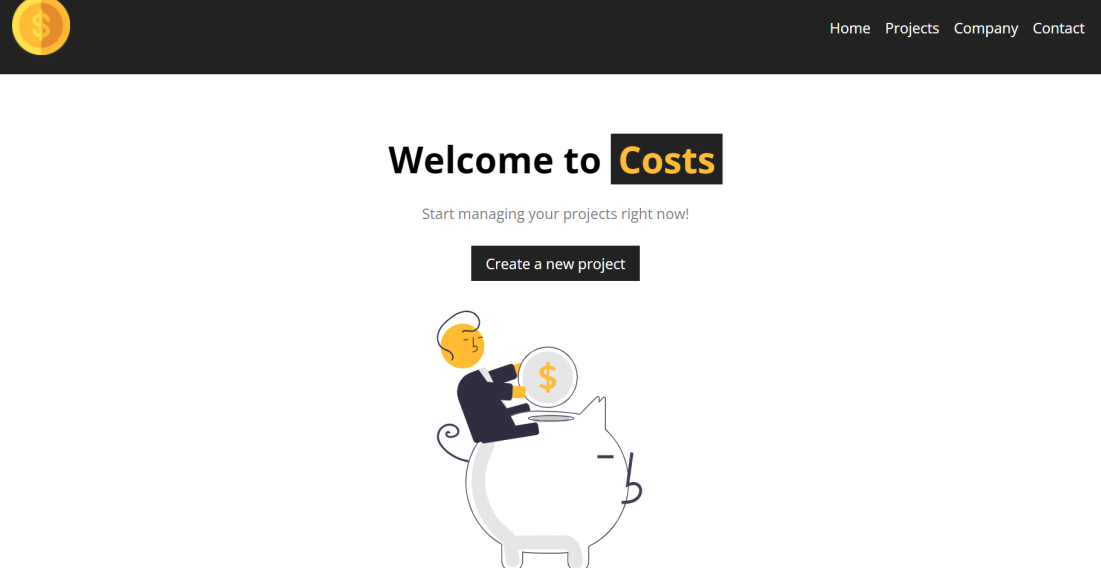 $
Home Projects Company Contact
Welcome to Costs
Start managing your projects right now!
Create a new project
$